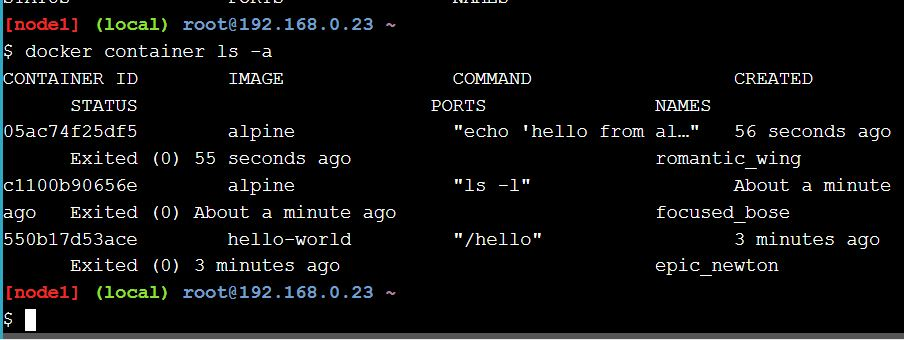 STATUS PORTS NAMES
[node1] (local) root@192.168.0.23 ~
$ docker container ls -a
CONTAINER ID        IMAGE               COMMAND                  CREATED
      STATUS                          PORTS               NAMES
05ac74f25df5        alpine              "echo 'hello from al…"   56 seconds ago
      Exited (0) 55 seconds ago                           romantic_wing
c1100b90656e        alpine              "ls -l"                  About a minute
ago   Exited (0) About a minute ago                       focused_bose
550b17d53ace        hello-world         "/hello"                 3 minutes ago
      Exited (0) 3 minutes ago                            epic_newton
[node1] (local) root@192.168.0.23 ~
$